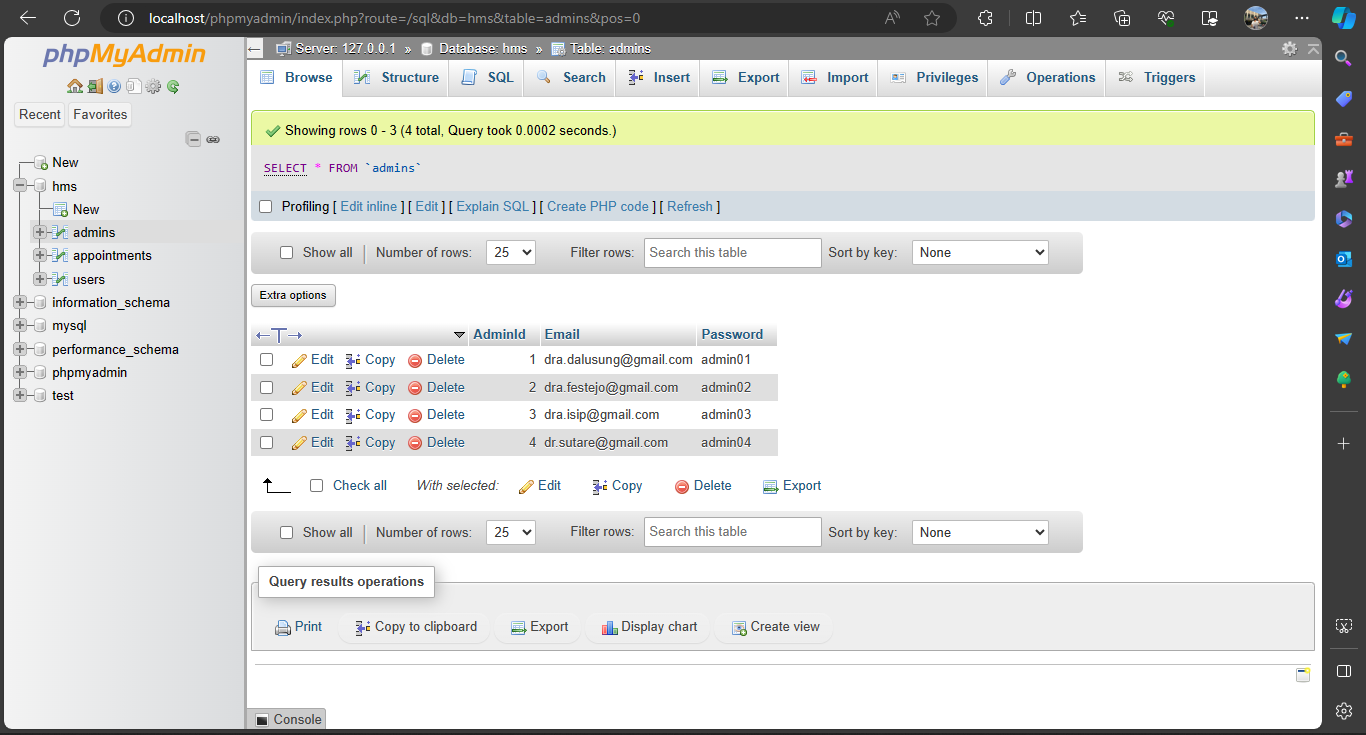 localhost/phpmyadmin/index.php?route=/sql&db=hms&table=admins&pos=0
phpMyAdmin
Recent Favorites
New
hms
New
admins
appointments
users
information_schema
mysql
performance_schema
phpmyadmin
test
Server: 127.0.0.1 » Database: hms » Table: admins
Browse Structure SQL Search Insert Export Import Privileges Operations Triggers
Showing rows 0 - 3 (4 total, Query took 0.0002 seconds.)
SELECT * FROM `admins`
Profiling [ Edit inline ] [ Edit ] [ Explain SQL ] [ Create PHP code ] [ Refresh ]
Show all Number of rows: 25 Filter rows: Search this table Sort by key: None
Extra options
AdminId Email Password
Edit Copy Delete 1 dra.dalusung@gmail.com admin01
Edit Copy Delete 2 dra.festejo@gmail.com admin02
Edit Copy Delete 3 dra.isip@gmail.com admin03
Edit Copy Delete 4 dr.sutare@gmail.com admin04
Check all With selected: Edit Copy Delete Export
Show all Number of rows: 25 Filter rows: Search this table Sort by key: None
Query results operations
Print Copy to clipboard Export Display chart Create view
Console